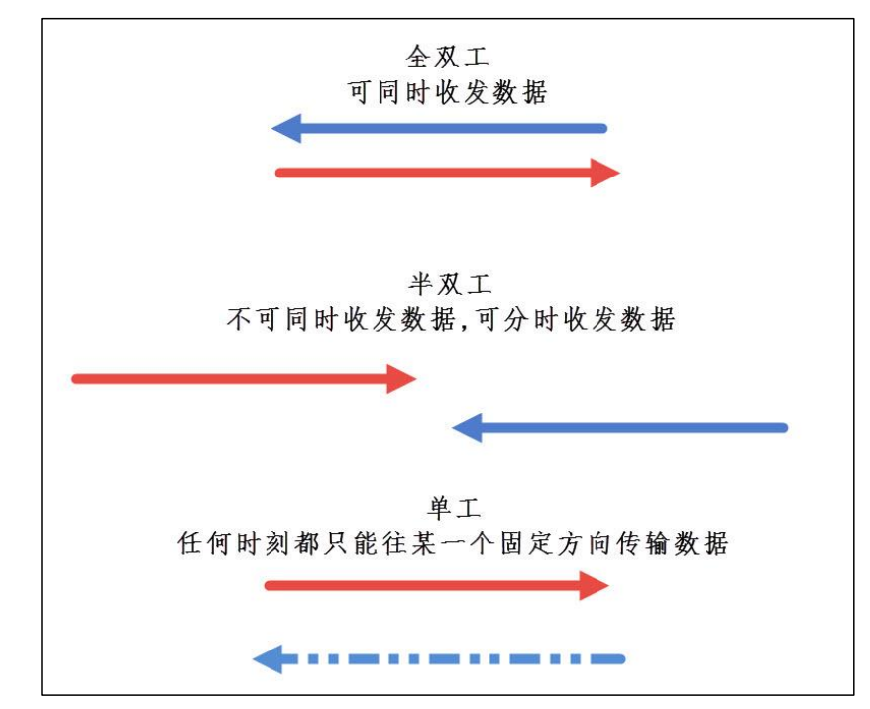 全双工
可同时收发数据
半双工
不可同时收发数据,可分时收发数据
单工
任何时刻都只能往某一个固定方向传输数据